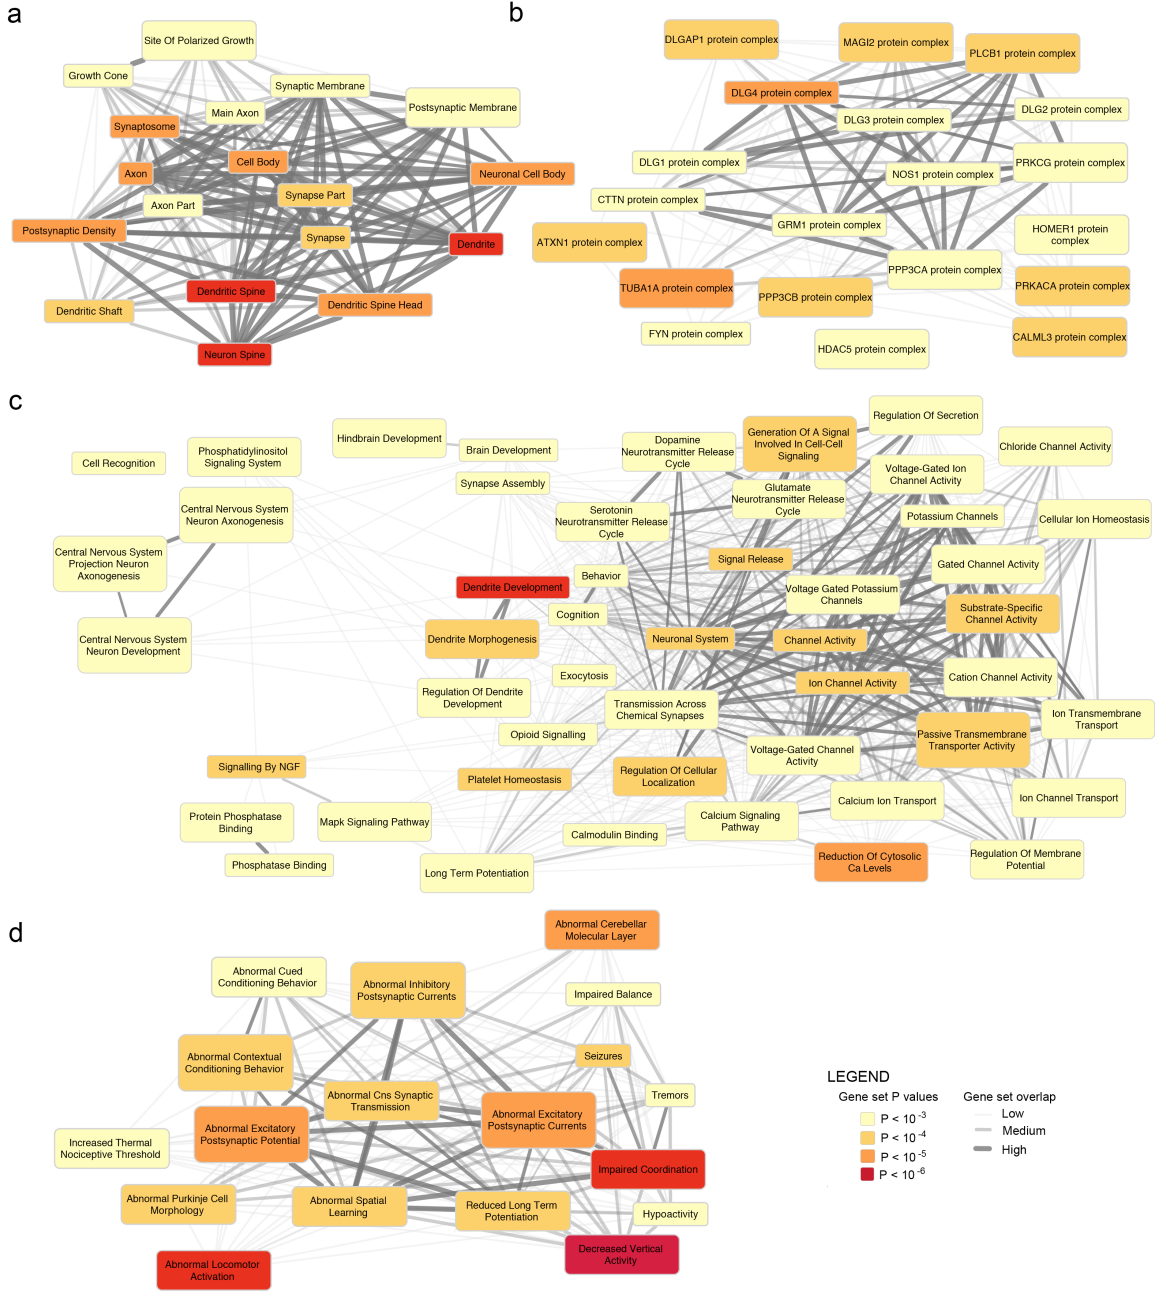 a
Site Of Polarized Growth
Growth Cone
Synaptic Membrane
Main Axon
Postsynaptic Membrane
Synaptosome
Cell Body
Axon
Neuronal Cell Body
Synapse Part
Axon Part
Postsynaptic Density
Synapse
Dendrite
Dendritic Spine
Dendritic Shaft
Dendritic Spine Head
Neuron Spine
b
DLGAP1 protein complex
MAGI2 protein complex
PLCB1 protein complex
DLG4 protein complex
DLG3 protein complex
DLG2 protein complex
DLG1 protein complex
PRKCG protein complex
NOS1 protein complex
CTTN protein complex
GRM1 protein complex
HOMER1 protein
complex
ATXN1 protein complex
PPP3CA protein complex
TUBA1A protein complex
PPP3CB protein complex
PRKACA protein complex
FYN protein complex
HDAC5 protein complex
CALML3 protein complex
c
Cell Recognition
Phosphatidylinositol
Signaling System
Hindbrain Development
Brain Development
Synapse Assembly
Dopamine
Neurotransmitter Release
Cycle
Generation Of A Signal
Involved In Cell-Cell
Signaling
Regulation Of Secretion
Chloride Channel Activity
Voltage-Gated Ion
Channel Activity
Glutamate
Neurotransmitter Release
Cycle
Central Nervous System
Neuron Axonogenesis
Serotonin
Neurotransmitter Release
Cycle
Potassium Channels
Cellular Ion Homeostasis
Central Nervous System
Projection Neuron
Axonogenesis
Signal Release
Gated Channel Activity
Dendrite Development
Behavior
Voltage Gated Potassium
Channels
Cognition
Substrate-Specific
Channel Activity
Central Nervous System
Neuron Development
Dendrite Morphogenesis
Neuronal System
Channel Activity
Exocytosis
Ion Channel Activity
Cation Channel Activity
Regulation Of Dendrite
Development
Transmission Across
Chemical Synapses
Ion Transmembrane
Transport
Opioid Signalling
Voltage-Gated Channel
Activity
Passive Transmembrane
Transporter Activity
Signalling By NGF
Platelet Homeostasis
Regulation Of Cellular
Localization
Calcium Ion Transport
Ion Channel Transport
Protein Phosphatase
Binding
Mapk Signaling Pathway
Calmodulin Binding
Calcium Signaling
Pathway
Phosphatase Binding
Long Term Potentiation
Reduction Of Cytosolic
Ca Levels
Regulation Of Membrane
Potential
d
Abnormal Cerebellar
Molecular Layer
Abnormal Cued
Conditioning Behavior
Abnormal Inhibitory
Postsynaptic Currents
Impaired Balance
Abnormal Contextual
Conditioning Behavior
Seizures
Abnormal Cns Synaptic
Transmission
Tremors
Abnormal Excitatory
Postsynaptic Potential
Abnormal Excitatory
Postsynaptic Currents
Increased Thermal
Nociceptive Threshold
Impaired Coordination
Abnormal Purkinje Cell
Morphology
Abnormal Spatial
Learning
Reduced Long Term
Potentiation
Hypoactivity
Abnormal Locomotor
Activation
Decreased Vertical
Activity
LEGEND
Gene set P values
P < 10 -3
P < 10 -4
P < 10 -5
P < 10 -6
Gene set overlap
Low
Medium
High